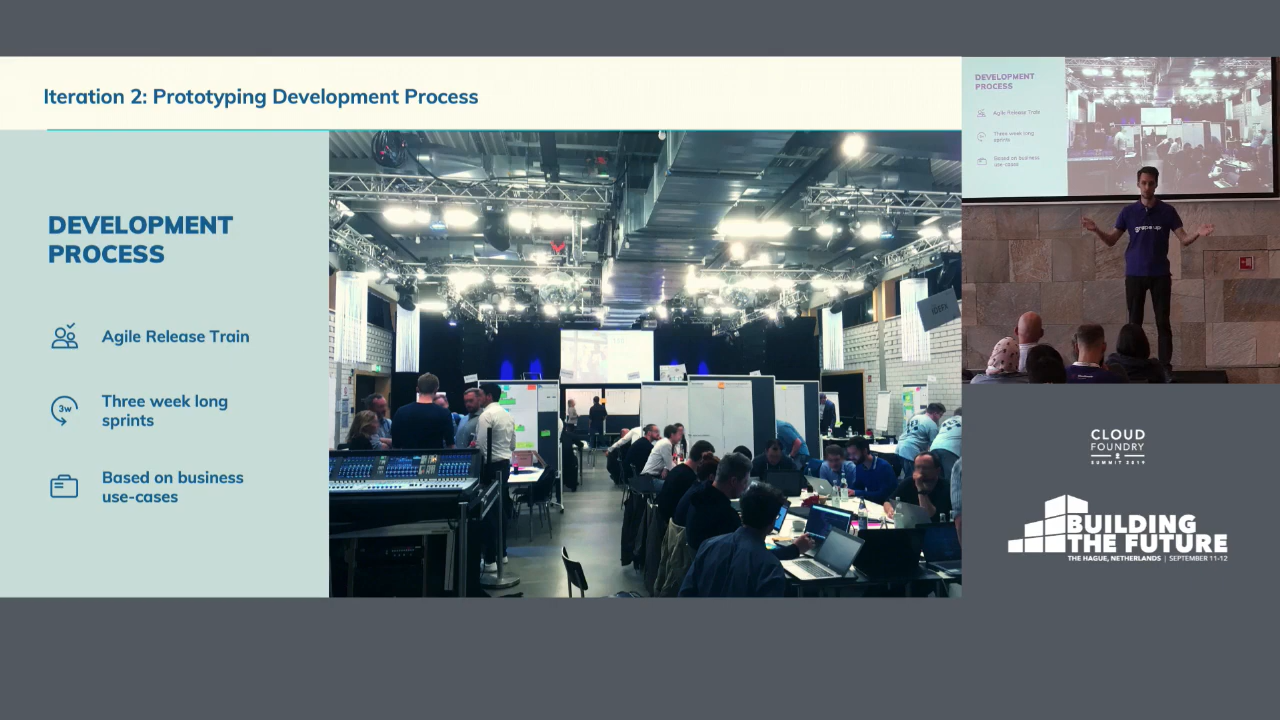 Iteration 2: Prototyping Development Process
DEVELOPMENT
PROCESS
Agile Release Train
3w
Three week long
sprints
Based on business
use-cases
DEVELOPMENT
PROCESS
Agile Release Train
Three week long
sprints
Based on business
use-cases
grape up
CLOUD
FOUNDRY
SUMMIT 2019
BUILDING
THE FUTURE
THE HAGUE, NETHERLANDS | SEPTEMBER 11-12